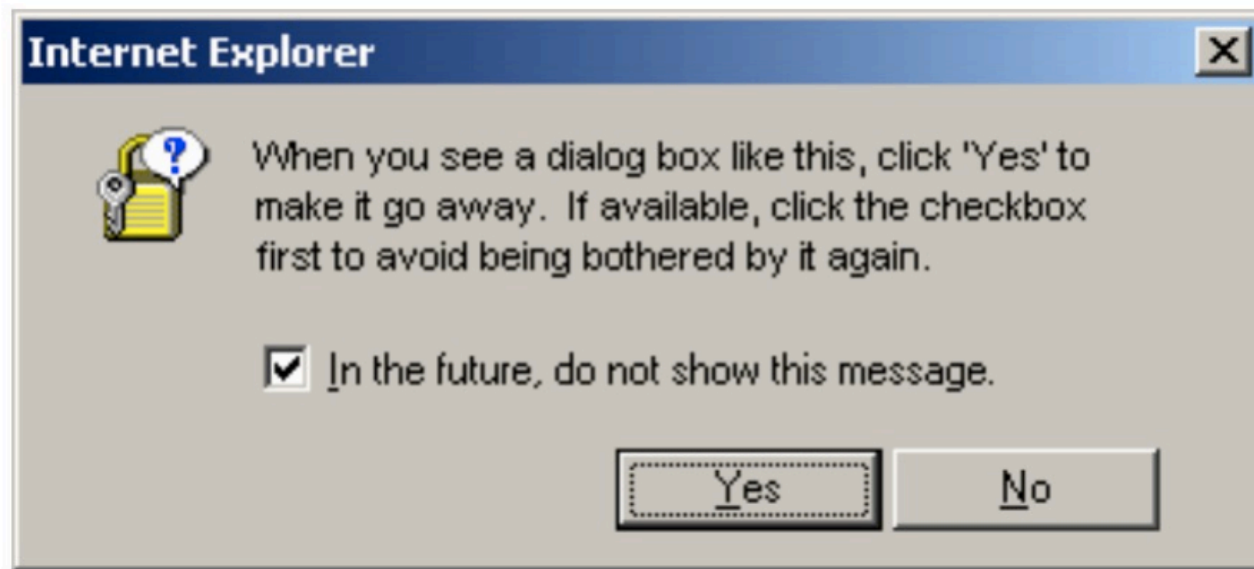 Internet Explorer
?
When you see a dialog box like this, click 'Yes' to
make it go away.  If available, click the checkbox
first to avoid being bothered by it again.
In the future, do not show this message.
Yes No